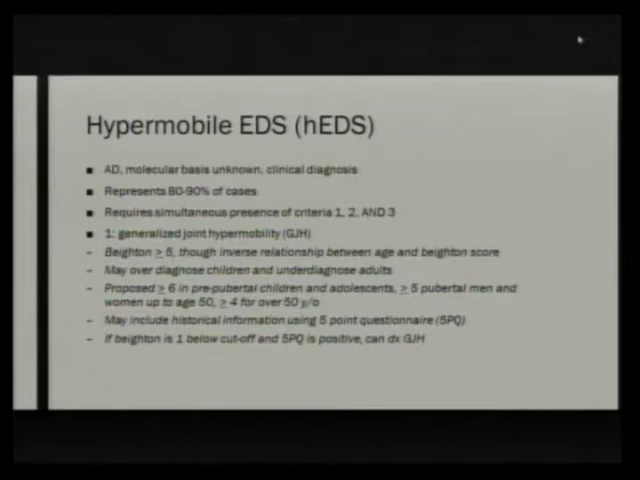 Hypermobile EDS (hEDS)
■ AD, molecular basis unknown, clinical diagnosis
■ Represents 80-90% of cases
■ Requires simultaneous presence of criteria 1, 2, AND 3
■ 1: generalized joint hypermobility (GJH)
– Beighton ≥ 5, though inverse relationship between age and beighton score
– May over diagnose children and underdiagnose adults
– Proposed ≥ 6 in pre-pubertal children and adolescents, ≥ 5 pubertal men and
women up to age 50, ≥ 4 for over 50 y/o
– May include historical information using 5 point questionnaire (5PQ)
– If beighton is 1 below cut-off and 5PQ is positive, can dx GJH